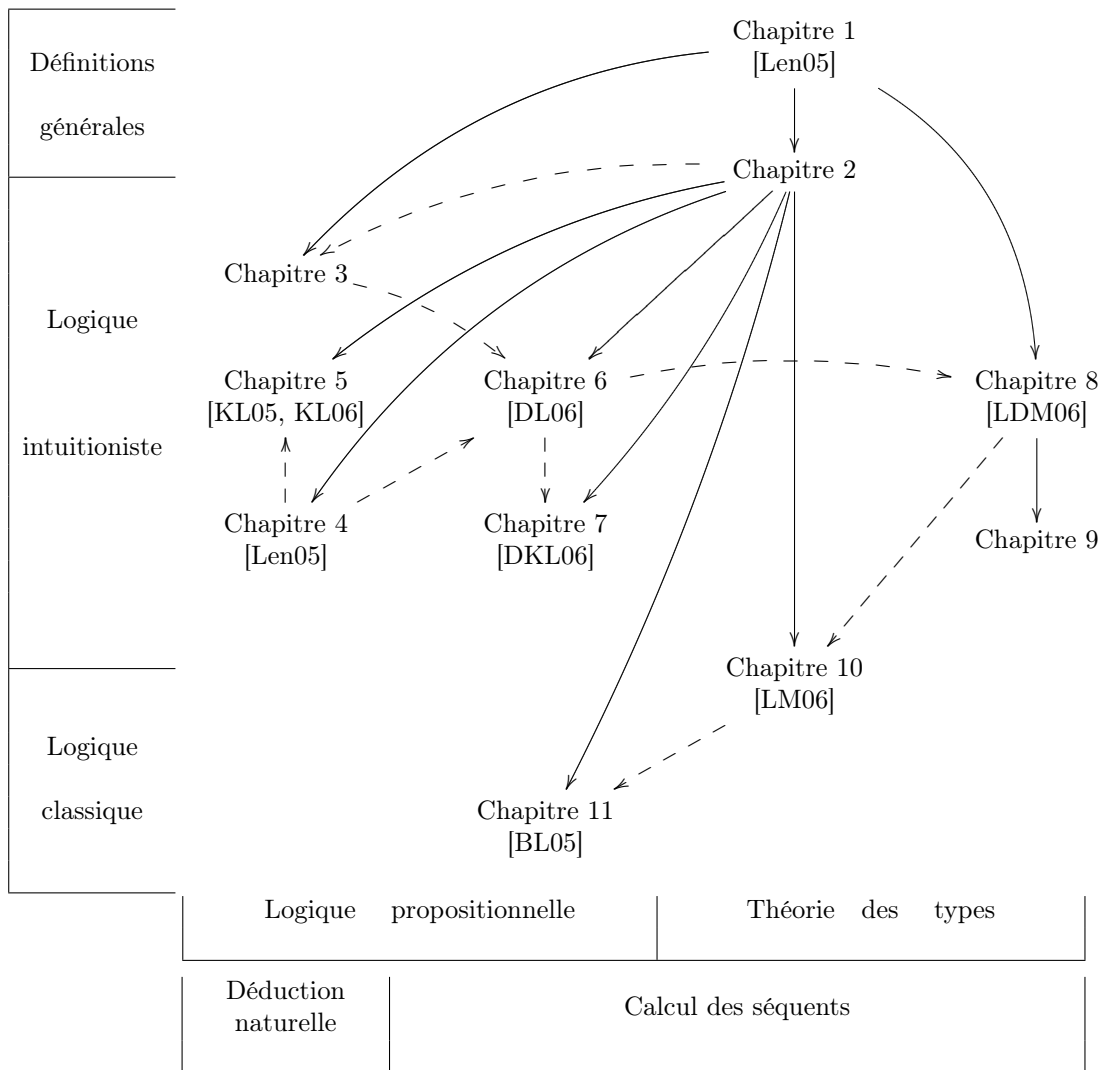 Chapitre 1
[Len05]
Définitions
générales
Chapitre 2
Chapitre 3
Logique
intuitioniste
Chapitre 5
[KL05, KL06]
Chapitre 6
[DL06]
Chapitre 8
[LDM06]
Chapitre 4
[Len05]
Chapitre 7
[DKL06]
Chapitre 9
Chapitre 10
[LM06]
Logique
classique
Chapitre 11
[BL05]
Logique propositionnelle
Théorie des types
Déduction
naturelle
Calcul des séquents